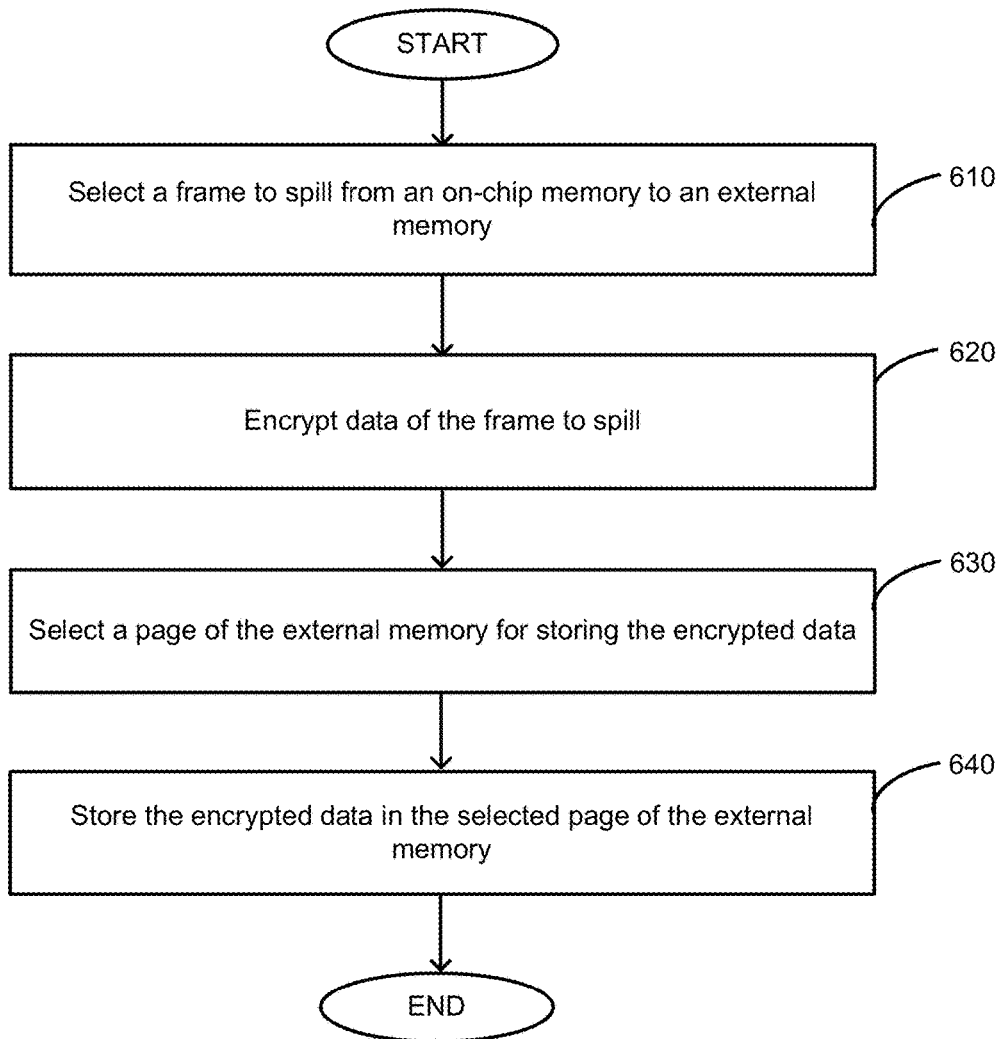 START
Select a frame to spill from an on-chip memory to an external
memory
610
Encrypt data of the frame to spill
620
Select a page of the external memory for storing the encrypted data
630
Store the encrypted data in the selected page of the external
memory
640
END